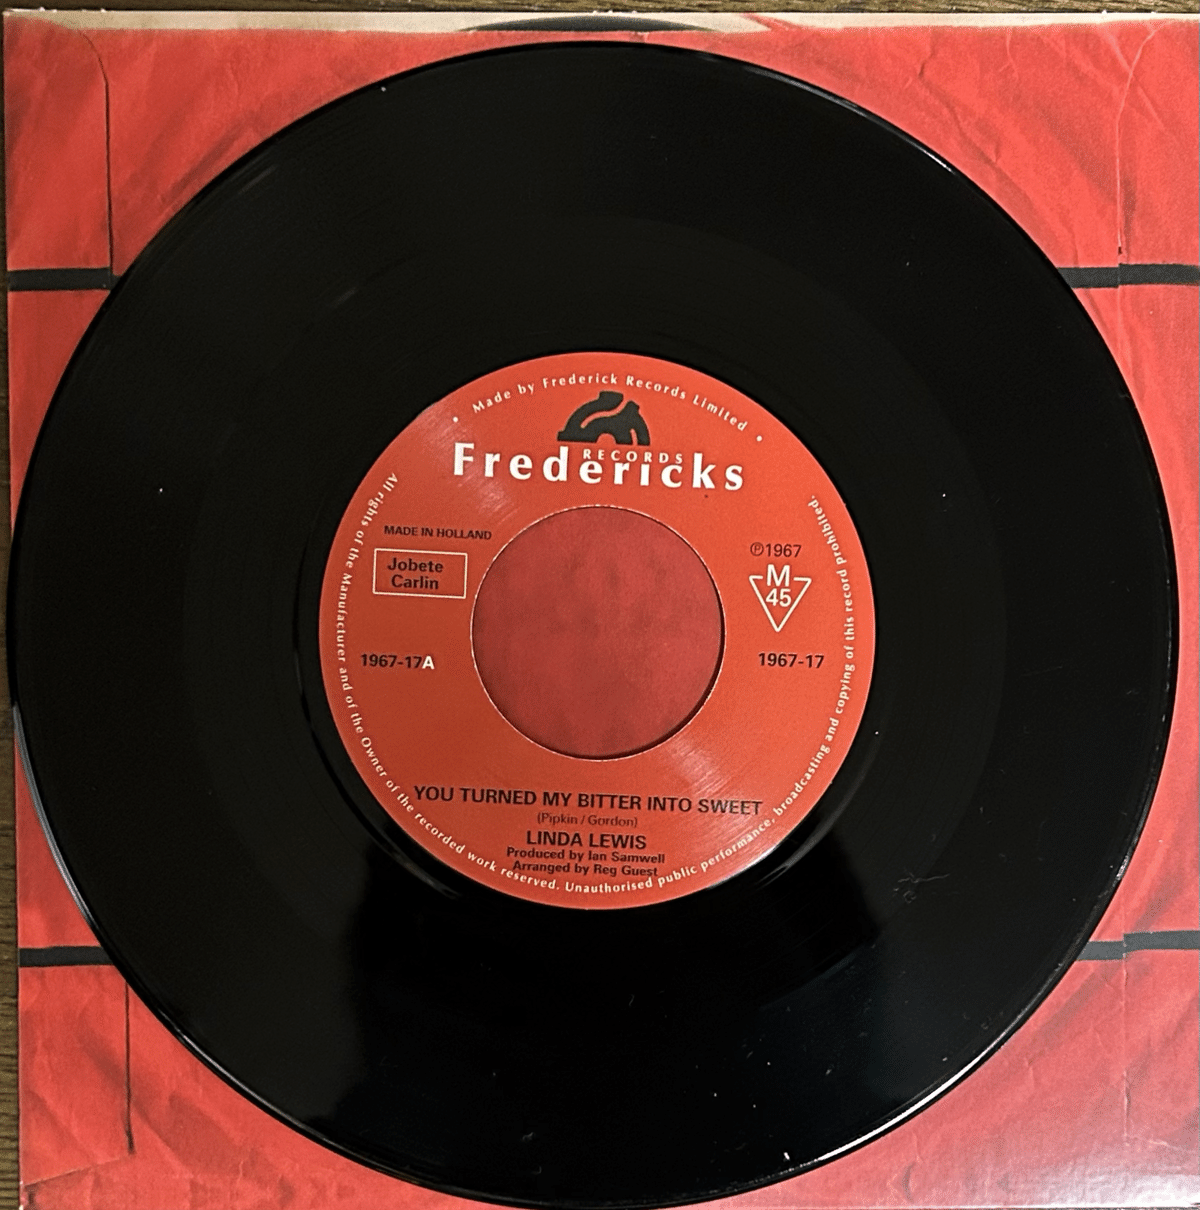 • Made by Frederick Records Limited •
RECORDS
Fredericks
MADE IN HOLLAND
Jobete
Carlin
℗1967
M
45
1967-17A
1967-17
YOU TURNED MY BITTER INTO SWEET
(Pipkin / Gordon)
LINDA LEWIS
Produced by Ian Samwell
Arranged by Reg Guest
All rights of the Manufacturer and of the Owner of the recorded work reserved. Unauthorised public performance, broadcasting and copying of this record prohibited.